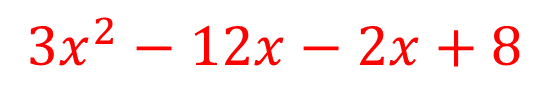 3x² − 12x − 2x + 8